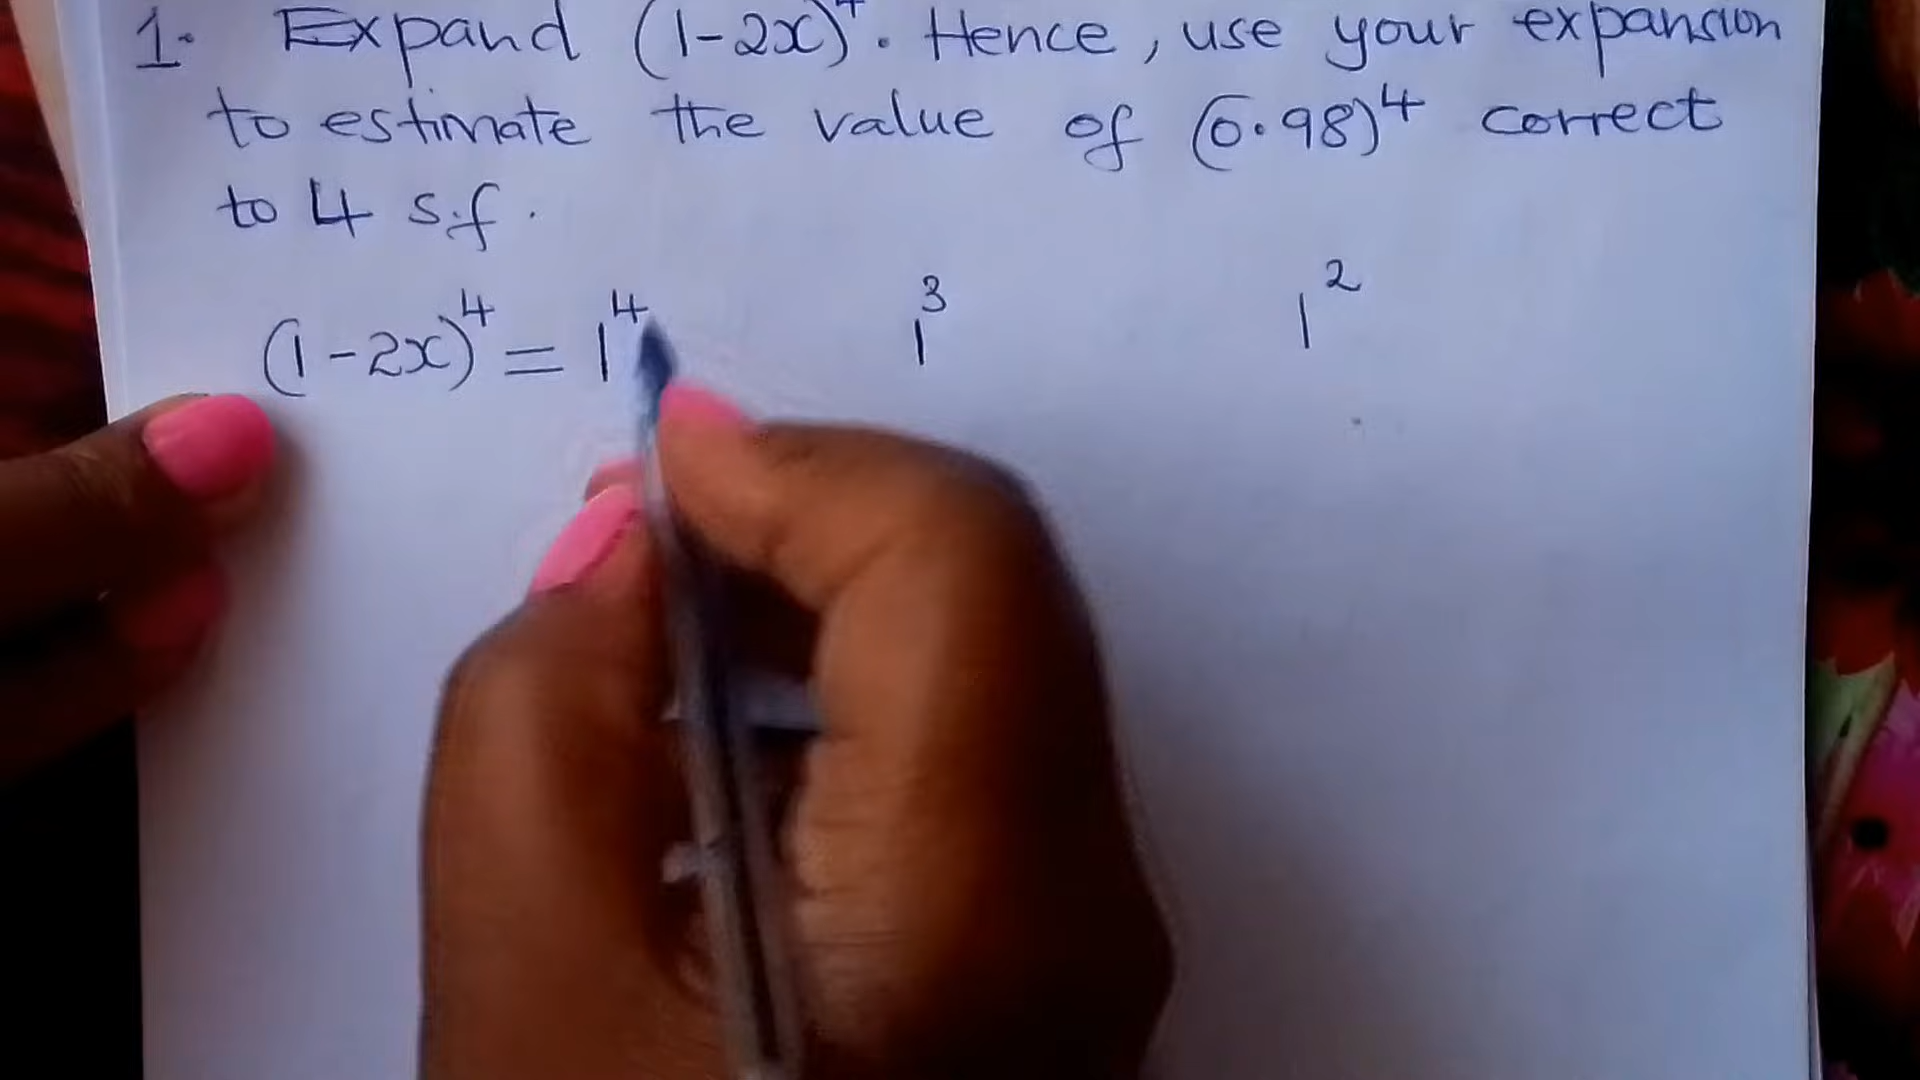 1. Expand (1-2x)⁴. Hence, use your expansion
to estimate the value of (0.98)⁴ correct
to 4 s.f.
(1-2x)⁴ = 1⁴ 1³ 1²